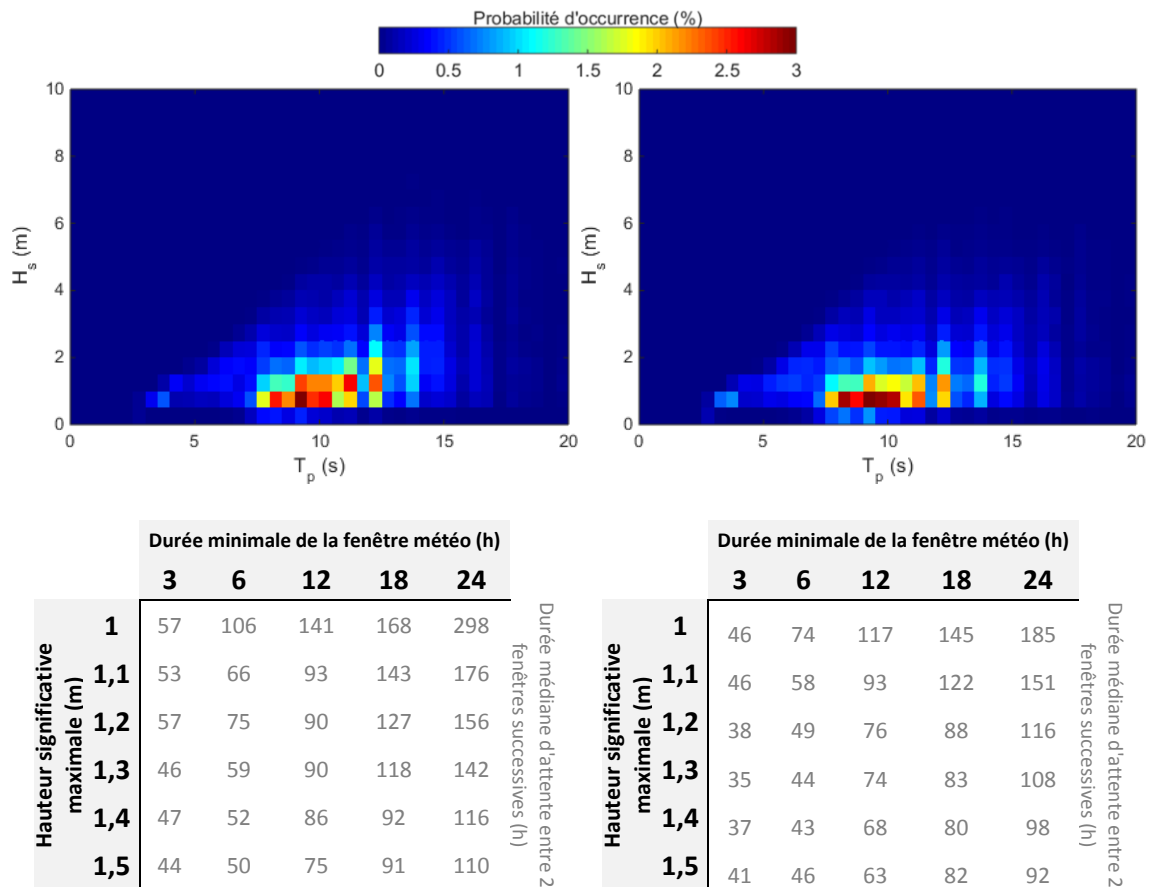 Probabilité d'occurrence (%)
0 0.5 1 1.5 2 2.5 3
10
8
6
4
2
0
H_s (m)
0 5 10 15 20
T_p (s)
10
8
6
4
2
0
H_s (m)
0 5 10 15 20
T_p (s)
Durée minimale de la fenêtre météo (h)
3 6 12 18 24
Hauteur significative
maximale (m)
1 57 106 141 168 298
1,1 53 66 93 143 176
1,2 57 75 90 127 156
1,3 46 59 90 118 142
1,4 47 52 86 92 116
1,5 44 50 75 91 110
Durée médiane d'attente entre 2
fenêtres successives (h)
Durée minimale de la fenêtre météo (h)
3 6 12 18 24
Hauteur significative
maximale (m)
1 46 74 117 145 185
1,1 46 58 93 122 151
1,2 38 49 76 88 116
1,3 35 44 74 83 108
1,4 37 43 68 80 98
1,5 41 46 63 82 92
Durée médiane d'attente entre 2
fenêtres successives (h)